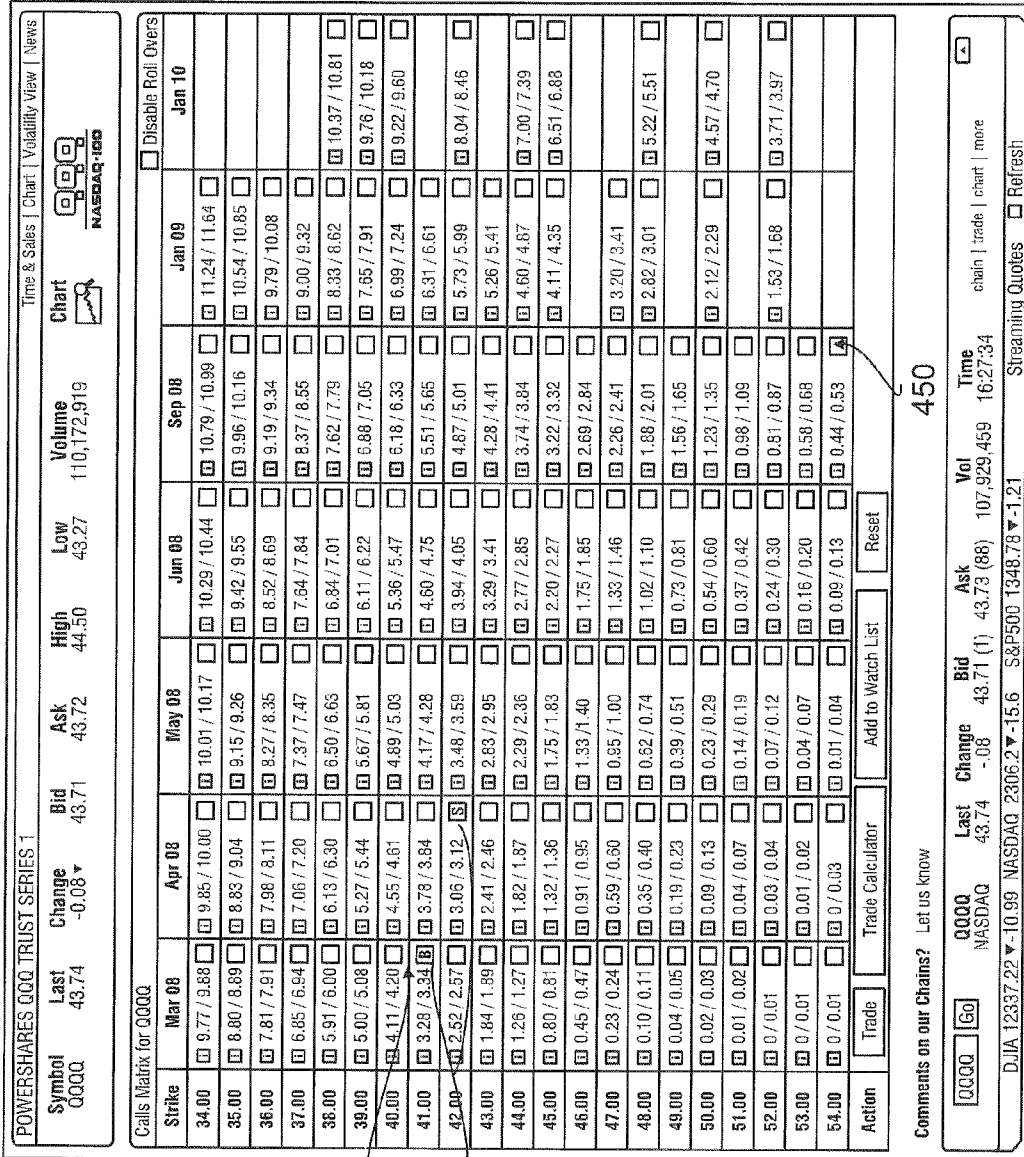 POWERSHARES QQQ TRUST SERIES 1
Time & Sales | Chart | Volatility View | News
Symbol Last Change Bid Ask High Low Volume Chart
QQQQ 43.74 -0.08 ▼ 43.71 43.72 44.50 43.27 110,172,919
QQQ
NASDAQ-100
Calls Matrix for QQQQ
Disable Roll Overs
Strike Mar 08 Apr 08 May 08 Jun 08 Sep 08 Jan 09 Jan 10
34.00 i 9.77 / 9.88 i 9.85 / 10.00 i 10.01 / 10.17 i 10.29 / 10.44 i 10.79 / 10.99 i 11.24 / 11.64
35.00 i 8.80 / 8.89 i 8.83 / 9.04 i 9.15 / 9.26 i 9.42 / 9.55 i 9.96 / 10.16 i 10.54 / 10.85
36.00 i 7.81 / 7.91 i 7.98 / 8.11 i 8.27 / 8.35 i 8.52 / 8.69 i 9.19 / 9.34 i 9.79 / 10.08
37.00 i 6.85 / 6.94 i 7.06 / 7.20 i 7.37 / 7.47 i 7.64 / 7.84 i 8.37 / 8.55 i 9.00 / 9.32
38.00 i 5.91 / 6.00 i 6.13 / 6.30 i 6.50 / 6.63 i 6.84 / 7.01 i 7.62 / 7.79 i 8.33 / 8.62 i 10.37 / 10.81
39.00 i 5.00 / 5.08 i 5.27 / 5.44 i 5.67 / 5.81 i 6.11 / 6.22 i 6.88 / 7.05 i 7.65 / 7.91 i 9.76 / 10.18
40.00 i 4.11 / 4.20 i 4.55 / 4.61 i 4.89 / 5.03 i 5.36 / 5.47 i 6.18 / 6.33 i 6.99 / 7.24 i 9.22 / 9.60
41.00 i 3.28 / 3.34 B i 3.78 / 3.84 i 4.17 / 4.28 i 4.60 / 4.75 i 5.51 / 5.65 i 6.31 / 6.61
42.00 i 2.52 / 2.57 i 3.06 / 3.12 S i 3.48 / 3.59 i 3.94 / 4.05 i 4.87 / 5.01 i 5.73 / 5.99 i 8.04 / 8.46
43.00 i 1.84 / 1.89 i 2.41 / 2.46 i 2.83 / 2.95 i 3.29 / 3.41 i 4.28 / 4.41 i 5.26 / 5.41
44.00 i 1.26 / 1.27 i 1.82 / 1.87 i 2.29 / 2.36 i 2.77 / 2.85 i 3.74 / 3.84 i 4.60 / 4.87 i 7.00 / 7.39
45.00 i 0.80 / 0.81 i 1.32 / 1.36 i 1.75 / 1.83 i 2.20 / 2.27 i 3.22 / 3.32 i 4.11 / 4.35 i 6.51 / 6.88
46.00 i 0.45 / 0.47 i 0.91 / 0.95 i 1.33 / 1.40 i 1.75 / 1.85 i 2.69 / 2.84
47.00 i 0.23 / 0.24 i 0.59 / 0.60 i 0.95 / 1.00 i 1.33 / 1.46 i 2.26 / 2.41 i 3.20 / 3.41
48.00 i 0.10 / 0.11 i 0.35 / 0.40 i 0.62 / 0.74 i 1.02 / 1.10 i 1.88 / 2.01 i 2.82 / 3.01 i 5.22 / 5.51
49.00 i 0.04 / 0.05 i 0.19 / 0.23 i 0.39 / 0.51 i 0.73 / 0.81 i 1.56 / 1.65
50.00 i 0.02 / 0.03 i 0.09 / 0.13 i 0.23 / 0.29 i 0.54 / 0.60 i 1.23 / 1.35 i 2.12 / 2.29 i 4.57 / 4.70
51.00 i 0.01 / 0.02 i 0.04 / 0.07 i 0.14 / 0.19 i 0.37 / 0.42 i 0.98 / 1.09
52.00 i 0 / 0.01 i 0.03 / 0.04 i 0.07 / 0.12 i 0.24 / 0.30 i 0.81 / 0.87 i 1.53 / 1.68 i 3.71 / 3.97
53.00 i 0 / 0.01 i 0.01 / 0.02 i 0.04 / 0.07 i 0.16 / 0.20 i 0.58 / 0.68
54.00 i 0 / 0.01 i 0 / 0.03 i 0.01 / 0.04 i 0.09 / 0.13 i 0.44 / 0.53
Action Trade Trade Calculator Add to Watch List Reset
450
Comments on our Chains? Let us know
QQQQ Go QQQQ Last Change Bid Ask Vol Time chain | trade | chart | more
NASDAQ 43.74 -.08 43.71 (1) 43.73 (88) 107,929,459 16:27:34
DJIA 12337.22 ▼-10.99 NASDAQ 2306.2 ▼-15.6 S&P500 1348.78 ▼-1.21 Streaming Quotes Refresh